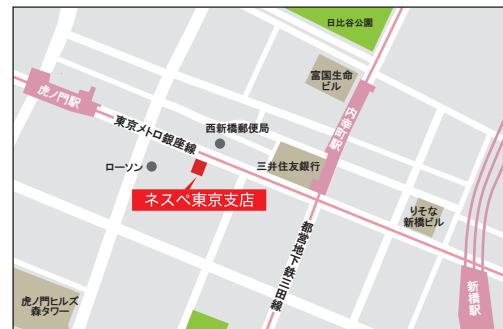 日比谷公園
富国生命
ビル
虎ノ門駅
内幸町駅
東京メトロ銀座線
西新橋郵便局
ローソン
三井住友銀行
ネスペ東京支店
りそな
新橋ビル
都営地下鉄三田線
新橋駅
虎ノ門ヒルズ
森タワー